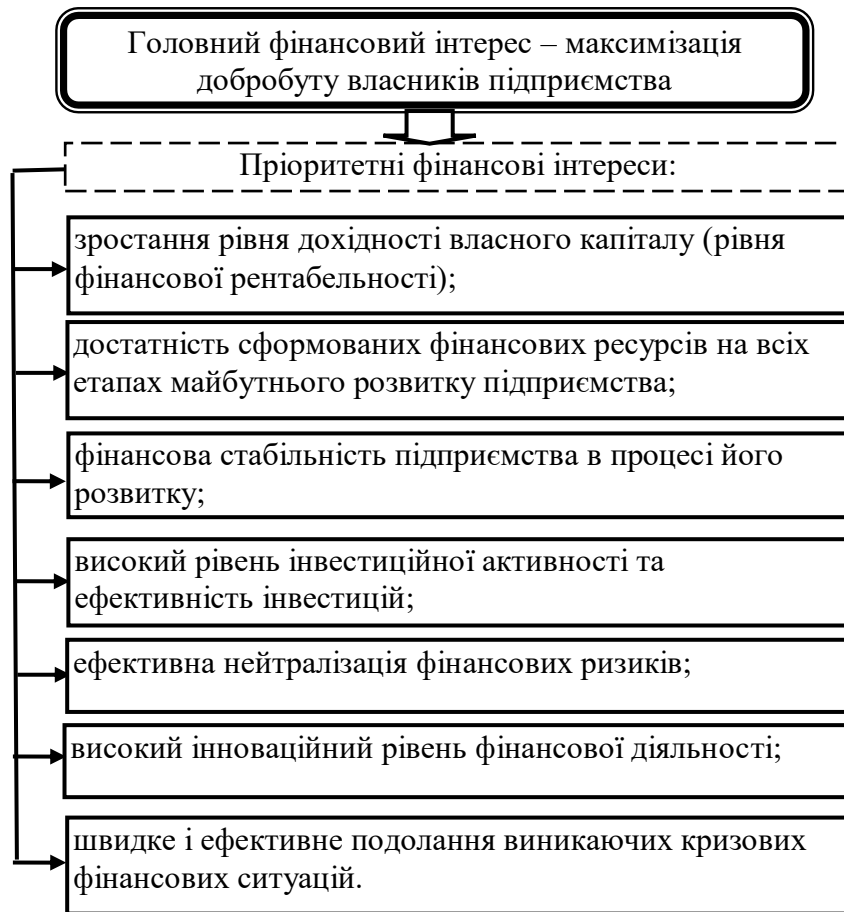 Головний фінансовий інтерес – максимізація
добробуту власників підприємства
Пріоритетні фінансові інтереси:
зростання рівня дохідності власного капіталу (рівня
фінансової рентабельності);
достатність сформованих фінансових ресурсів на всіх
етапах майбутнього розвитку підприємства;
фінансова стабільність підприємства в процесі його
розвитку;
високий рівень інвестиційної активності та
ефективність інвестицій;
ефективна нейтралізація фінансових ризиків;
високий інноваційний рівень фінансової діяльності;
швидке і ефективне подолання виникаючих кризових
фінансових ситуацій.